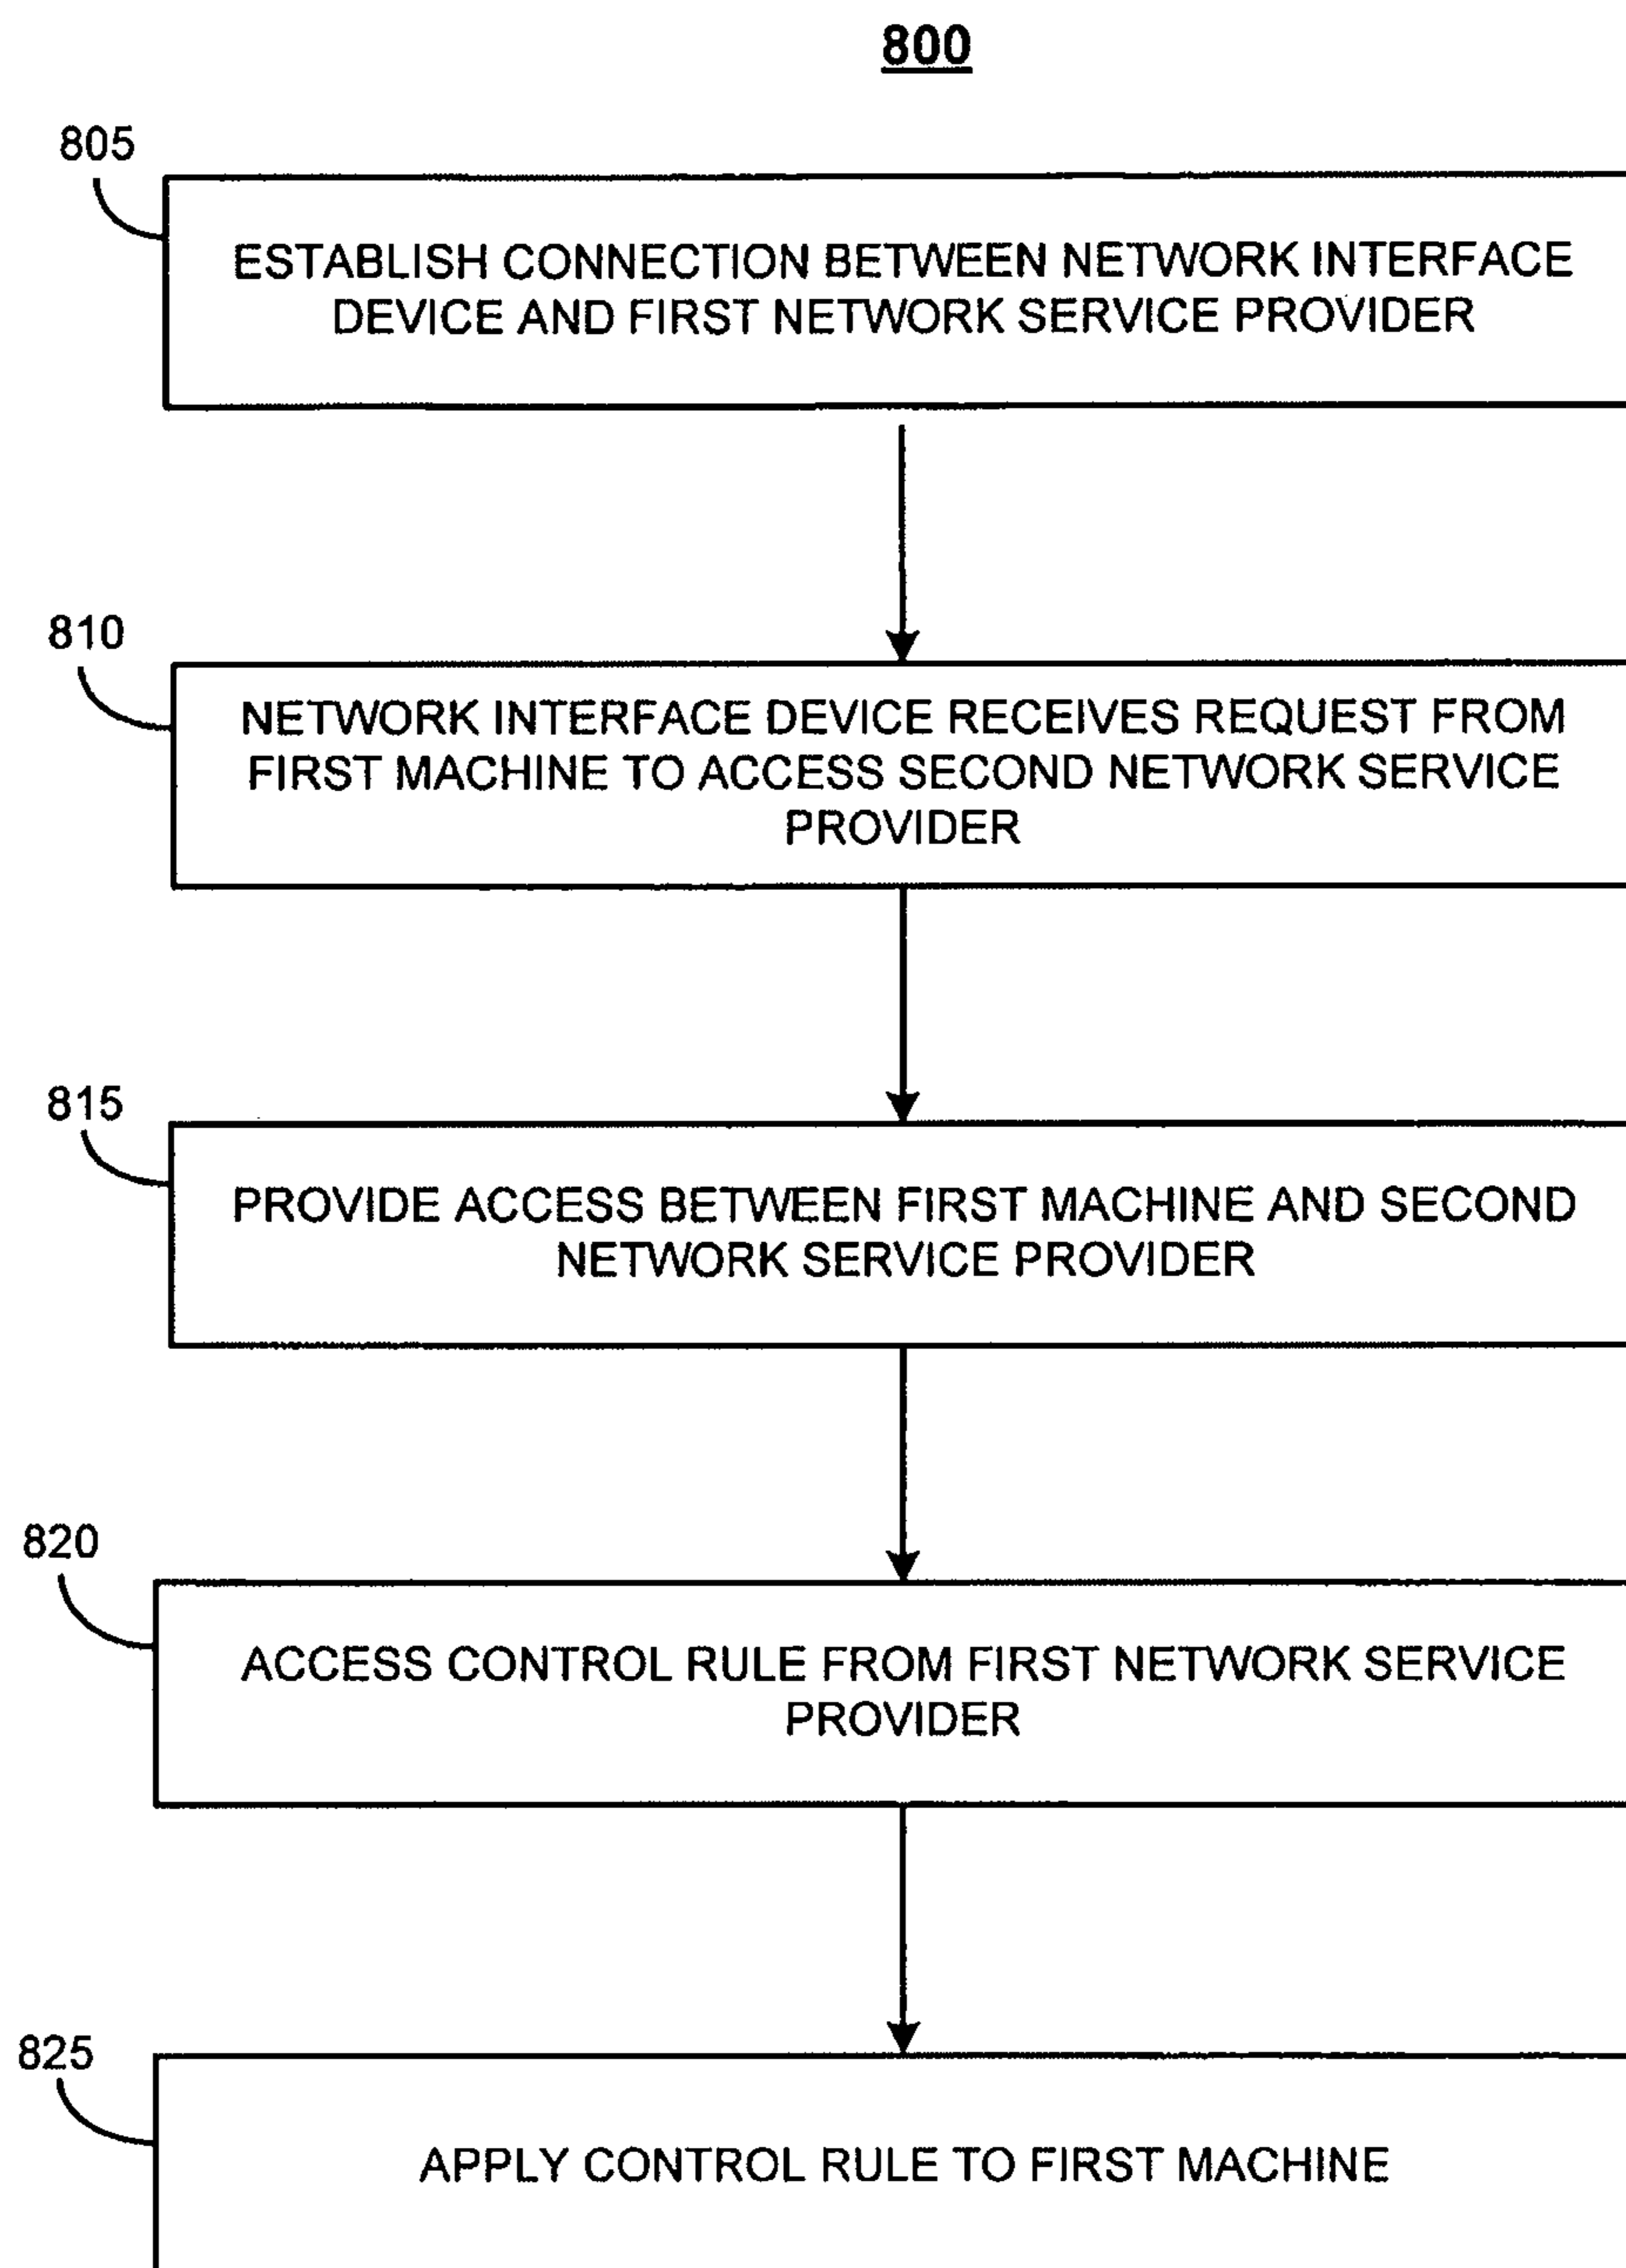 800
805
ESTABLISH CONNECTION BETWEEN NETWORK INTERFACE
DEVICE AND FIRST NETWORK SERVICE PROVIDER
810
NETWORK INTERFACE DEVICE RECEIVES REQUEST FROM
FIRST MACHINE TO ACCESS SECOND NETWORK SERVICE
PROVIDER
815
PROVIDE ACCESS BETWEEN FIRST MACHINE AND SECOND
NETWORK SERVICE PROVIDER
820
ACCESS CONTROL RULE FROM FIRST NETWORK SERVICE
PROVIDER
825
APPLY CONTROL RULE TO FIRST MACHINE